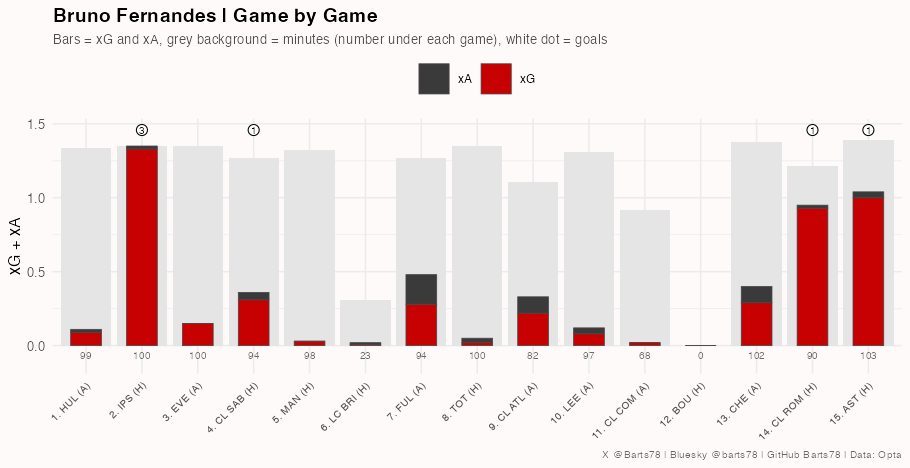 Bruno Fernandes | Game by Game
Bars = xG and xA, grey background = minutes (number under each game), white dot = goals
xA xG
xG + xA
1.5
1.0
0.5
0.0
3 1 1 1
99 100 100 94 98 23 94 100 82 97 68 0 102 90 103
1. HUL (A)
2. IPS (H)
3. EVE (A)
4. CL SAB (H)
5. MAN (H)
6. LC BRI (H)
7. FUL (A)
8. TOT (H)
9. CL ATL (A)
10. LEE (A)
11. CL COM (A)
12. BOU (H)
13. CHE (A)
14. CL ROM (H)
15. AST (H)
X @Barts78 | Bluesky @barts78 | GitHub Barts78 | Data: Opta